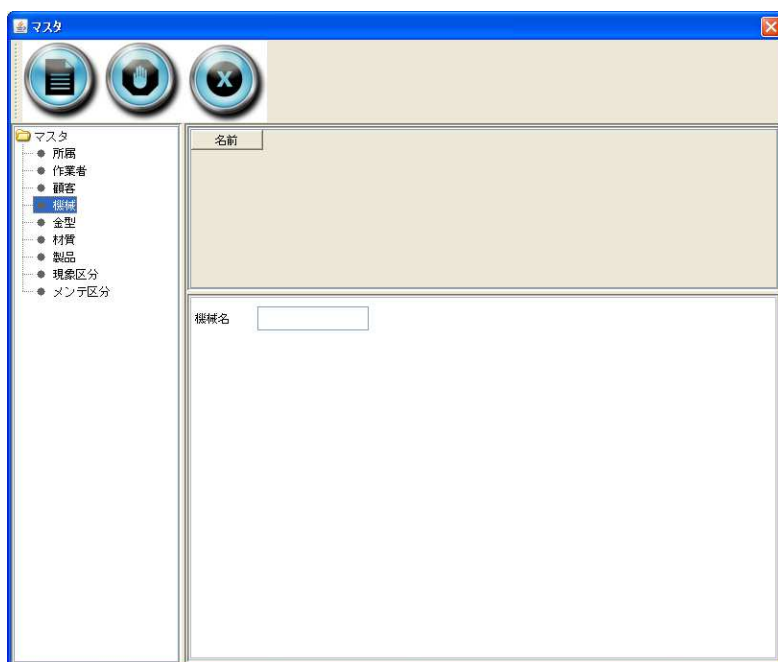 マスタ
X
マスタ
所属
作業者
顧客
機械
金型
材質
製品
現象区分
メンテ区分
名前
機械名